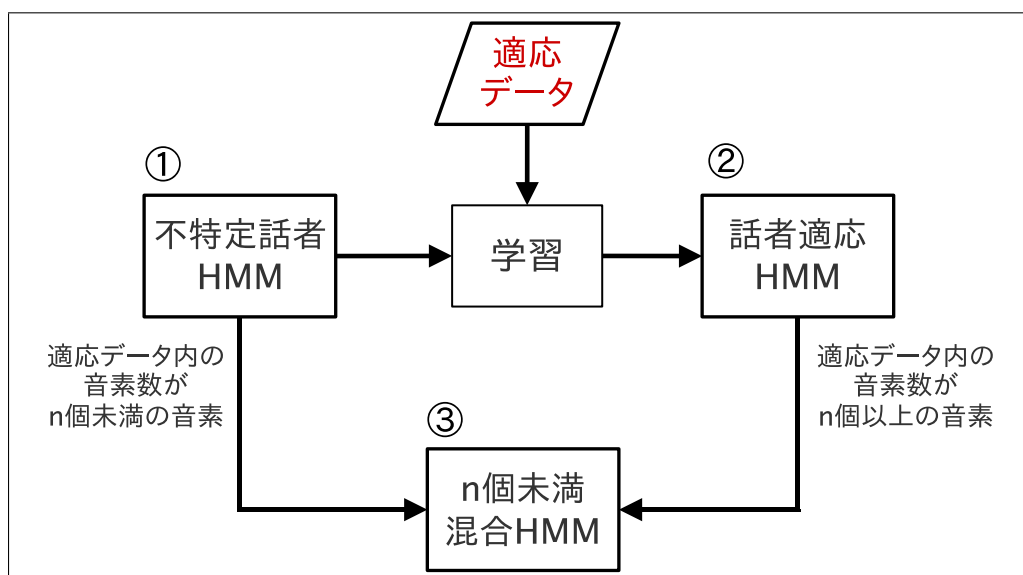 適応
データ
①
②
不特定話者
HMM
学習
話者適応
HMM
適応データ内の
音素数が
n個未満の音素
適応データ内の
音素数が
n個以上の音素
③
n個未満
混合HMM